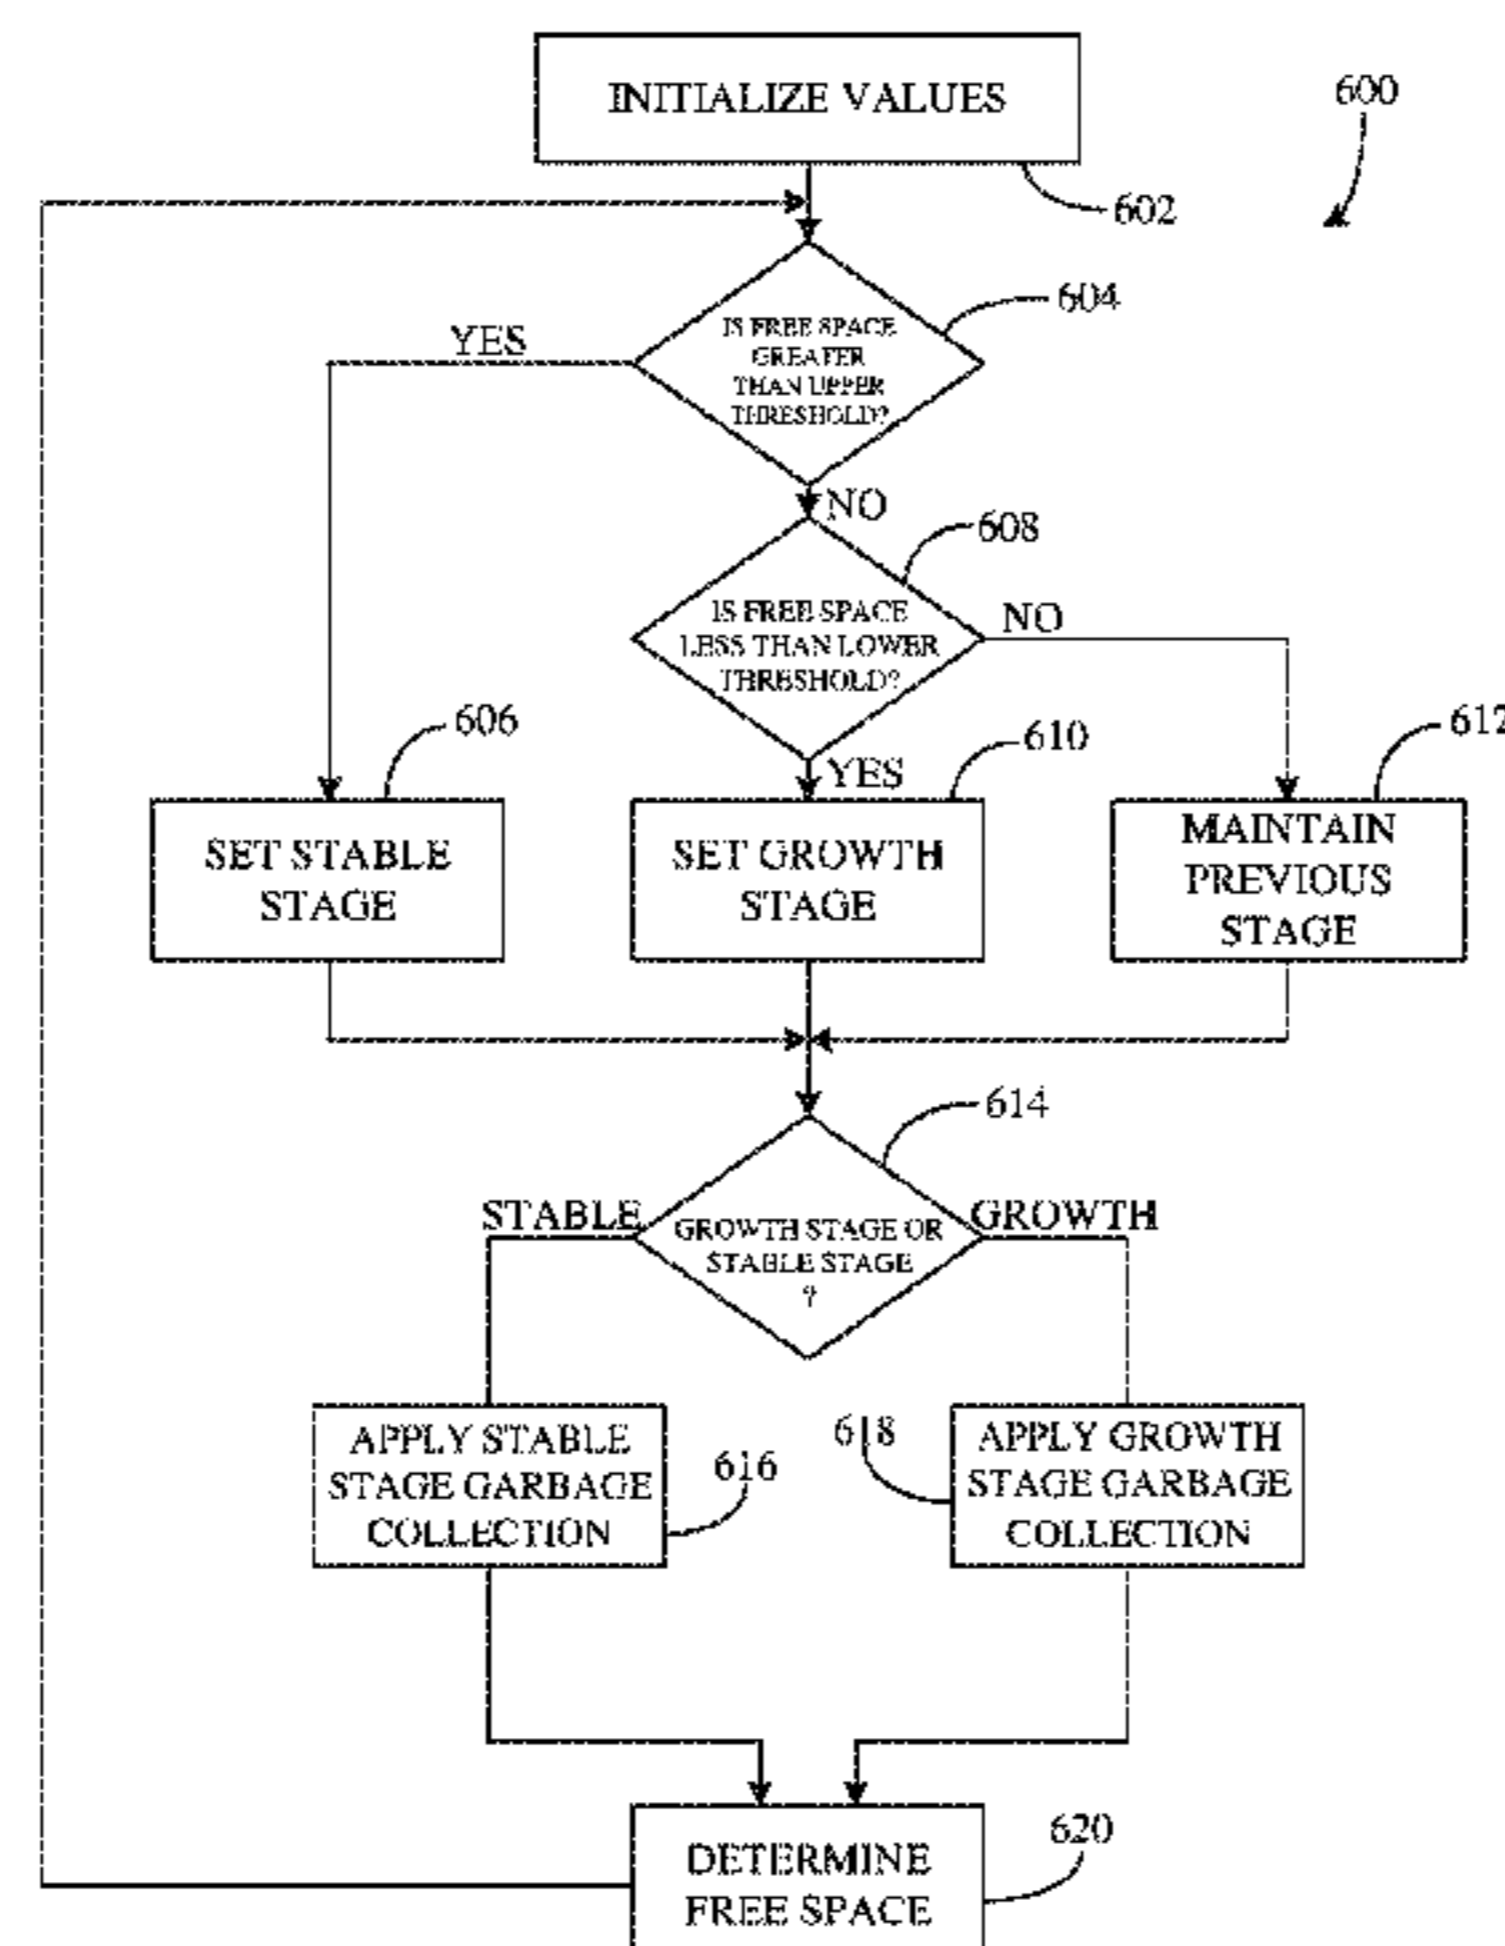 INITIALIZE VALUES
600
602
604
IS FREE SPACE
GREATER
THAN UPPER
THRESHOLD?
YES
NO
608
IS FREE SPACE
LESS THAN LOWER
THRESHOLD?
NO
606
610
612
YES
SET STABLE
STAGE
SET GROWTH
STAGE
MAINTAIN
PREVIOUS
STAGE
614
STABLE
GROWTH
GROWTH STAGE OR
STABLE STAGE
?
APPLY STABLE
STAGE GARBAGE
COLLECTION
616
618
APPLY GROWTH
STAGE GARBAGE
COLLECTION
620
DETERMINE
FREE SPACE